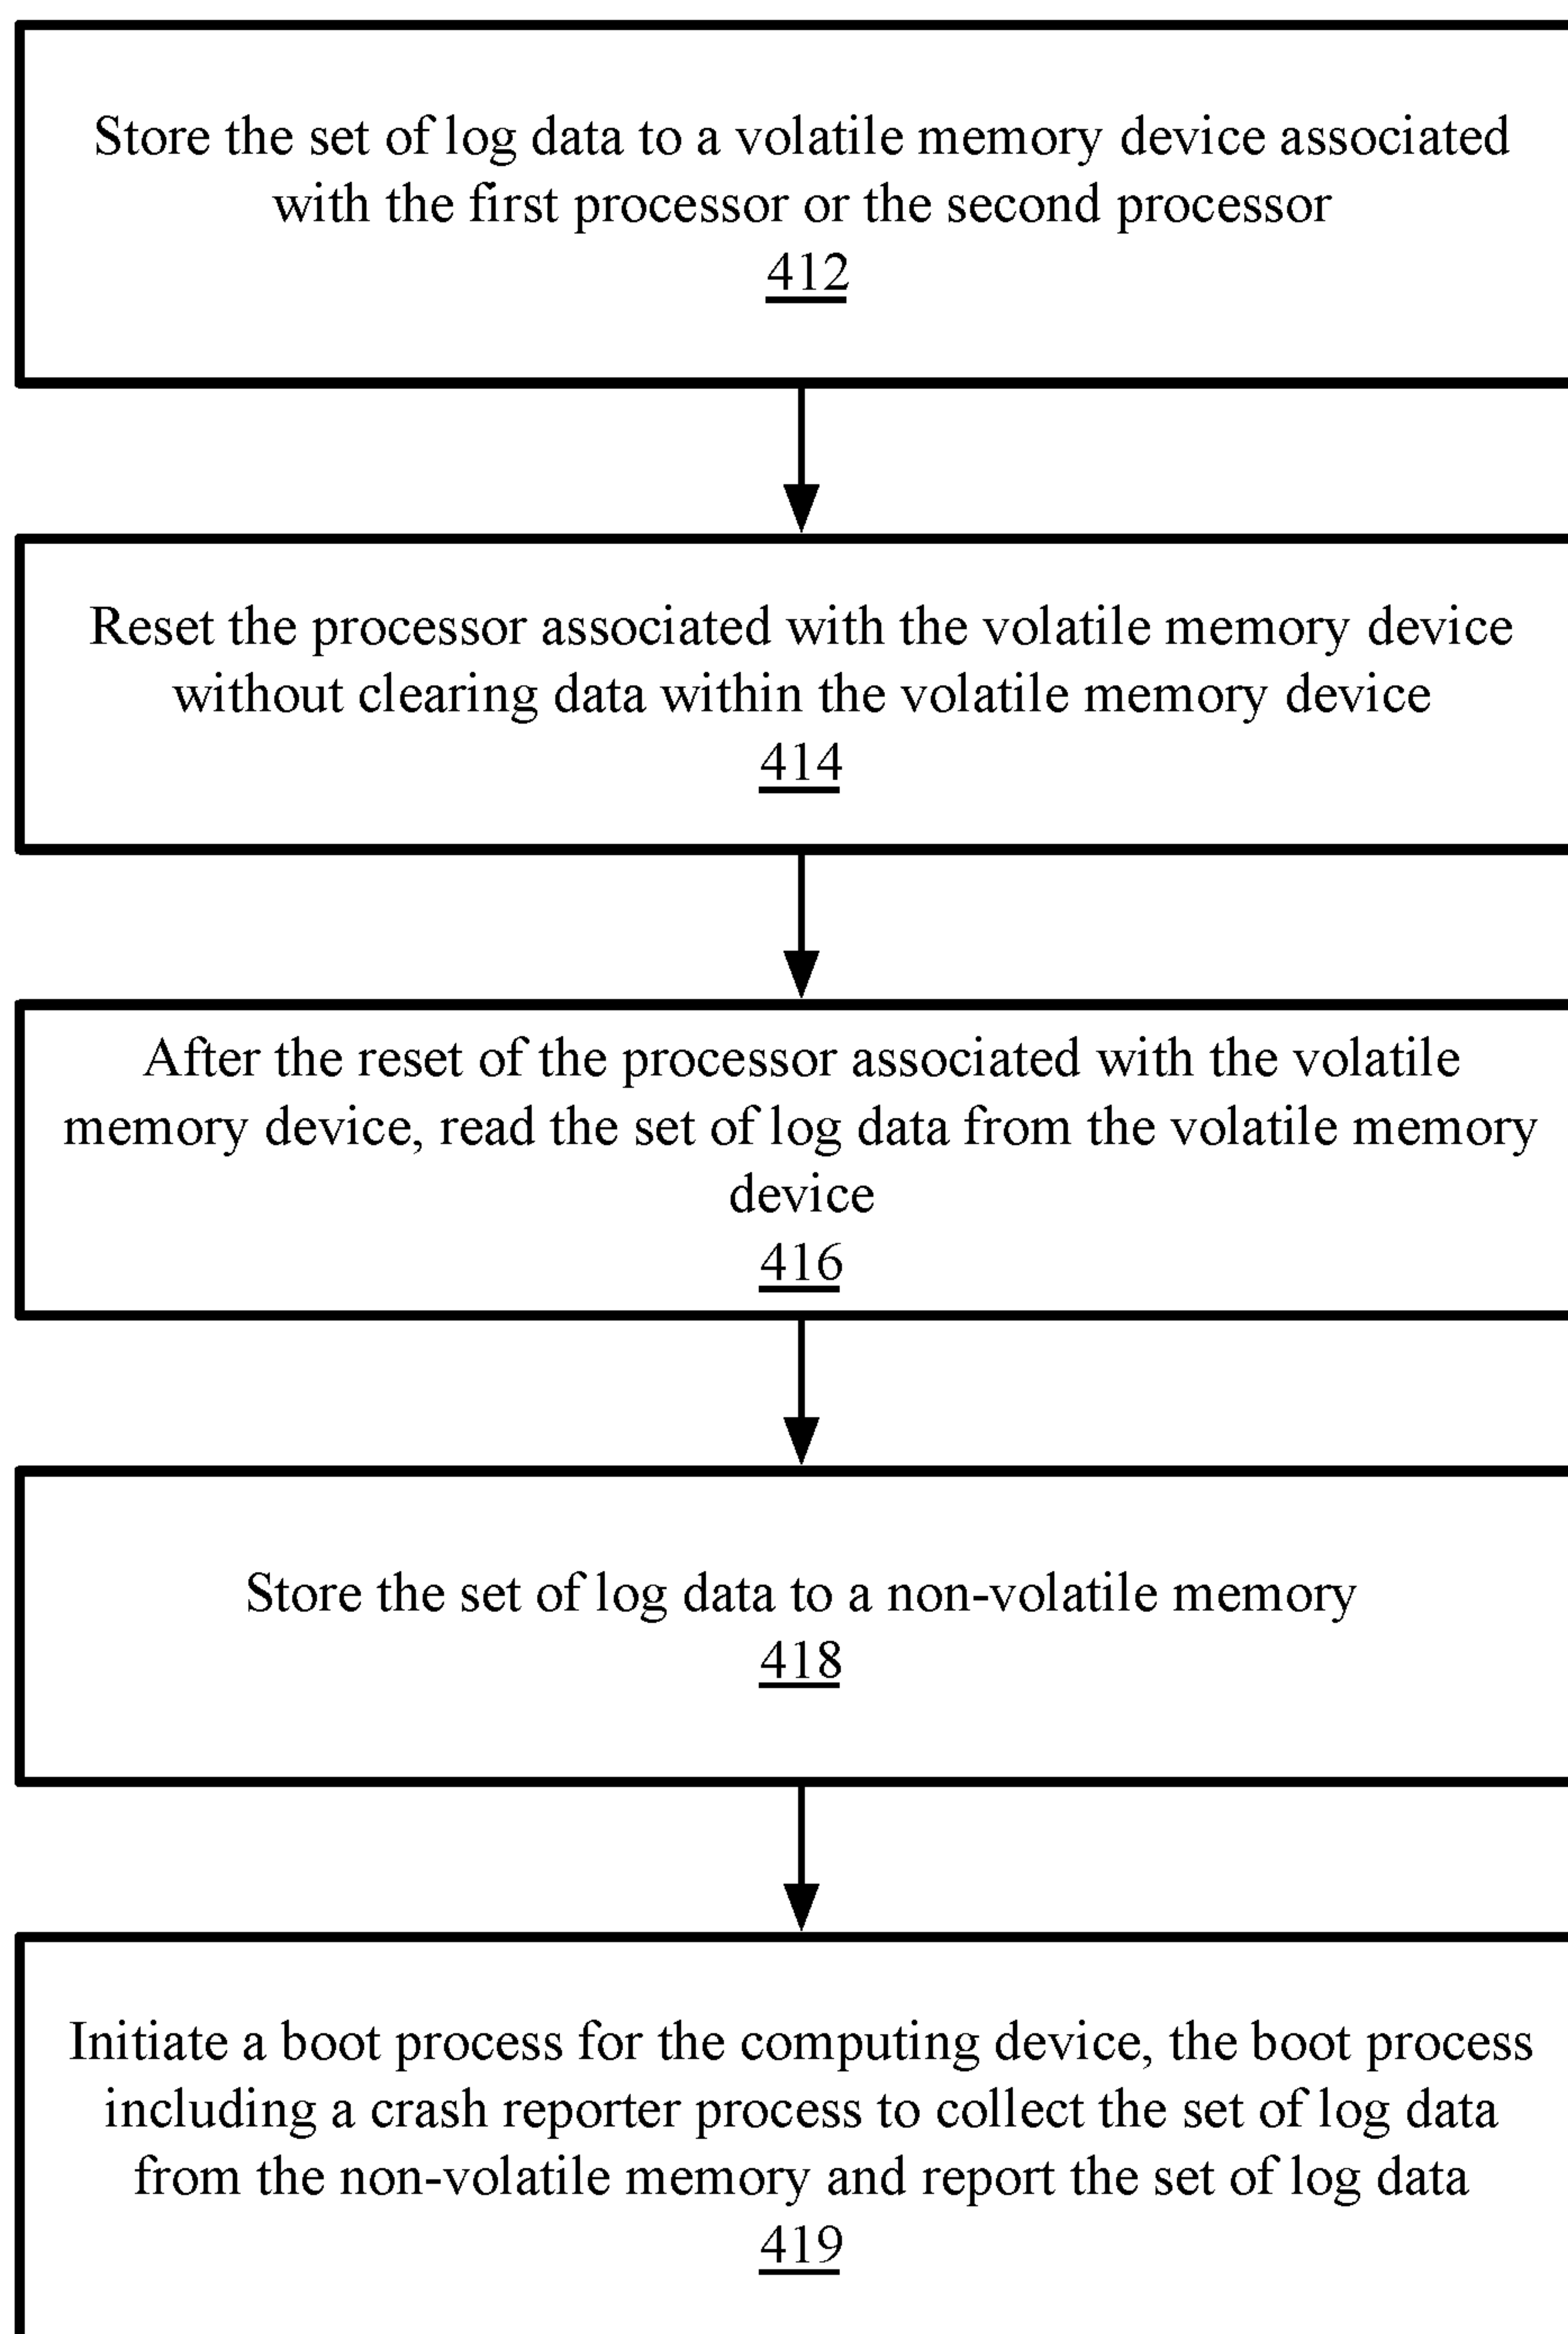 Store the set of log data to a volatile memory device associated
with the first processor or the second processor
412
Reset the processor associated with the volatile memory device
without clearing data within the volatile memory device
414
After the reset of the processor associated with the volatile
memory device, read the set of log data from the volatile memory
device
416
Store the set of log data to a non-volatile memory
418
Initiate a boot process for the computing device, the boot process
including a crash reporter process to collect the set of log data
from the non-volatile memory and report the set of log data
419